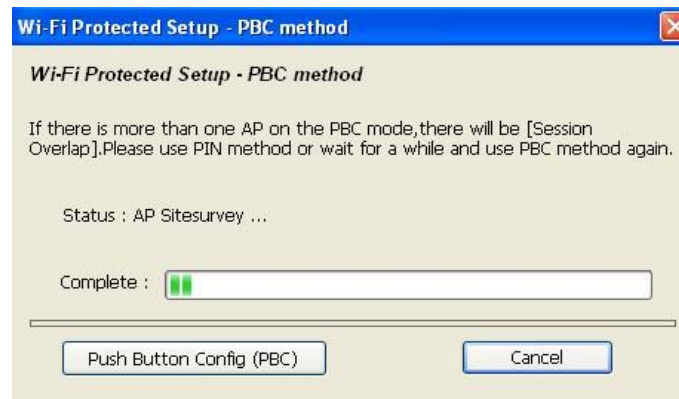 Wi-Fi Protected Setup - PBC method
Wi-Fi Protected Setup - PBC method
If there is more than one AP on the PBC mode,there will be [Session
Overlap].Please use PIN method or wait for a while and use PBC method again.
Status : AP Sitesurvey ...
Complete :
Push Button Config (PBC)
Cancel